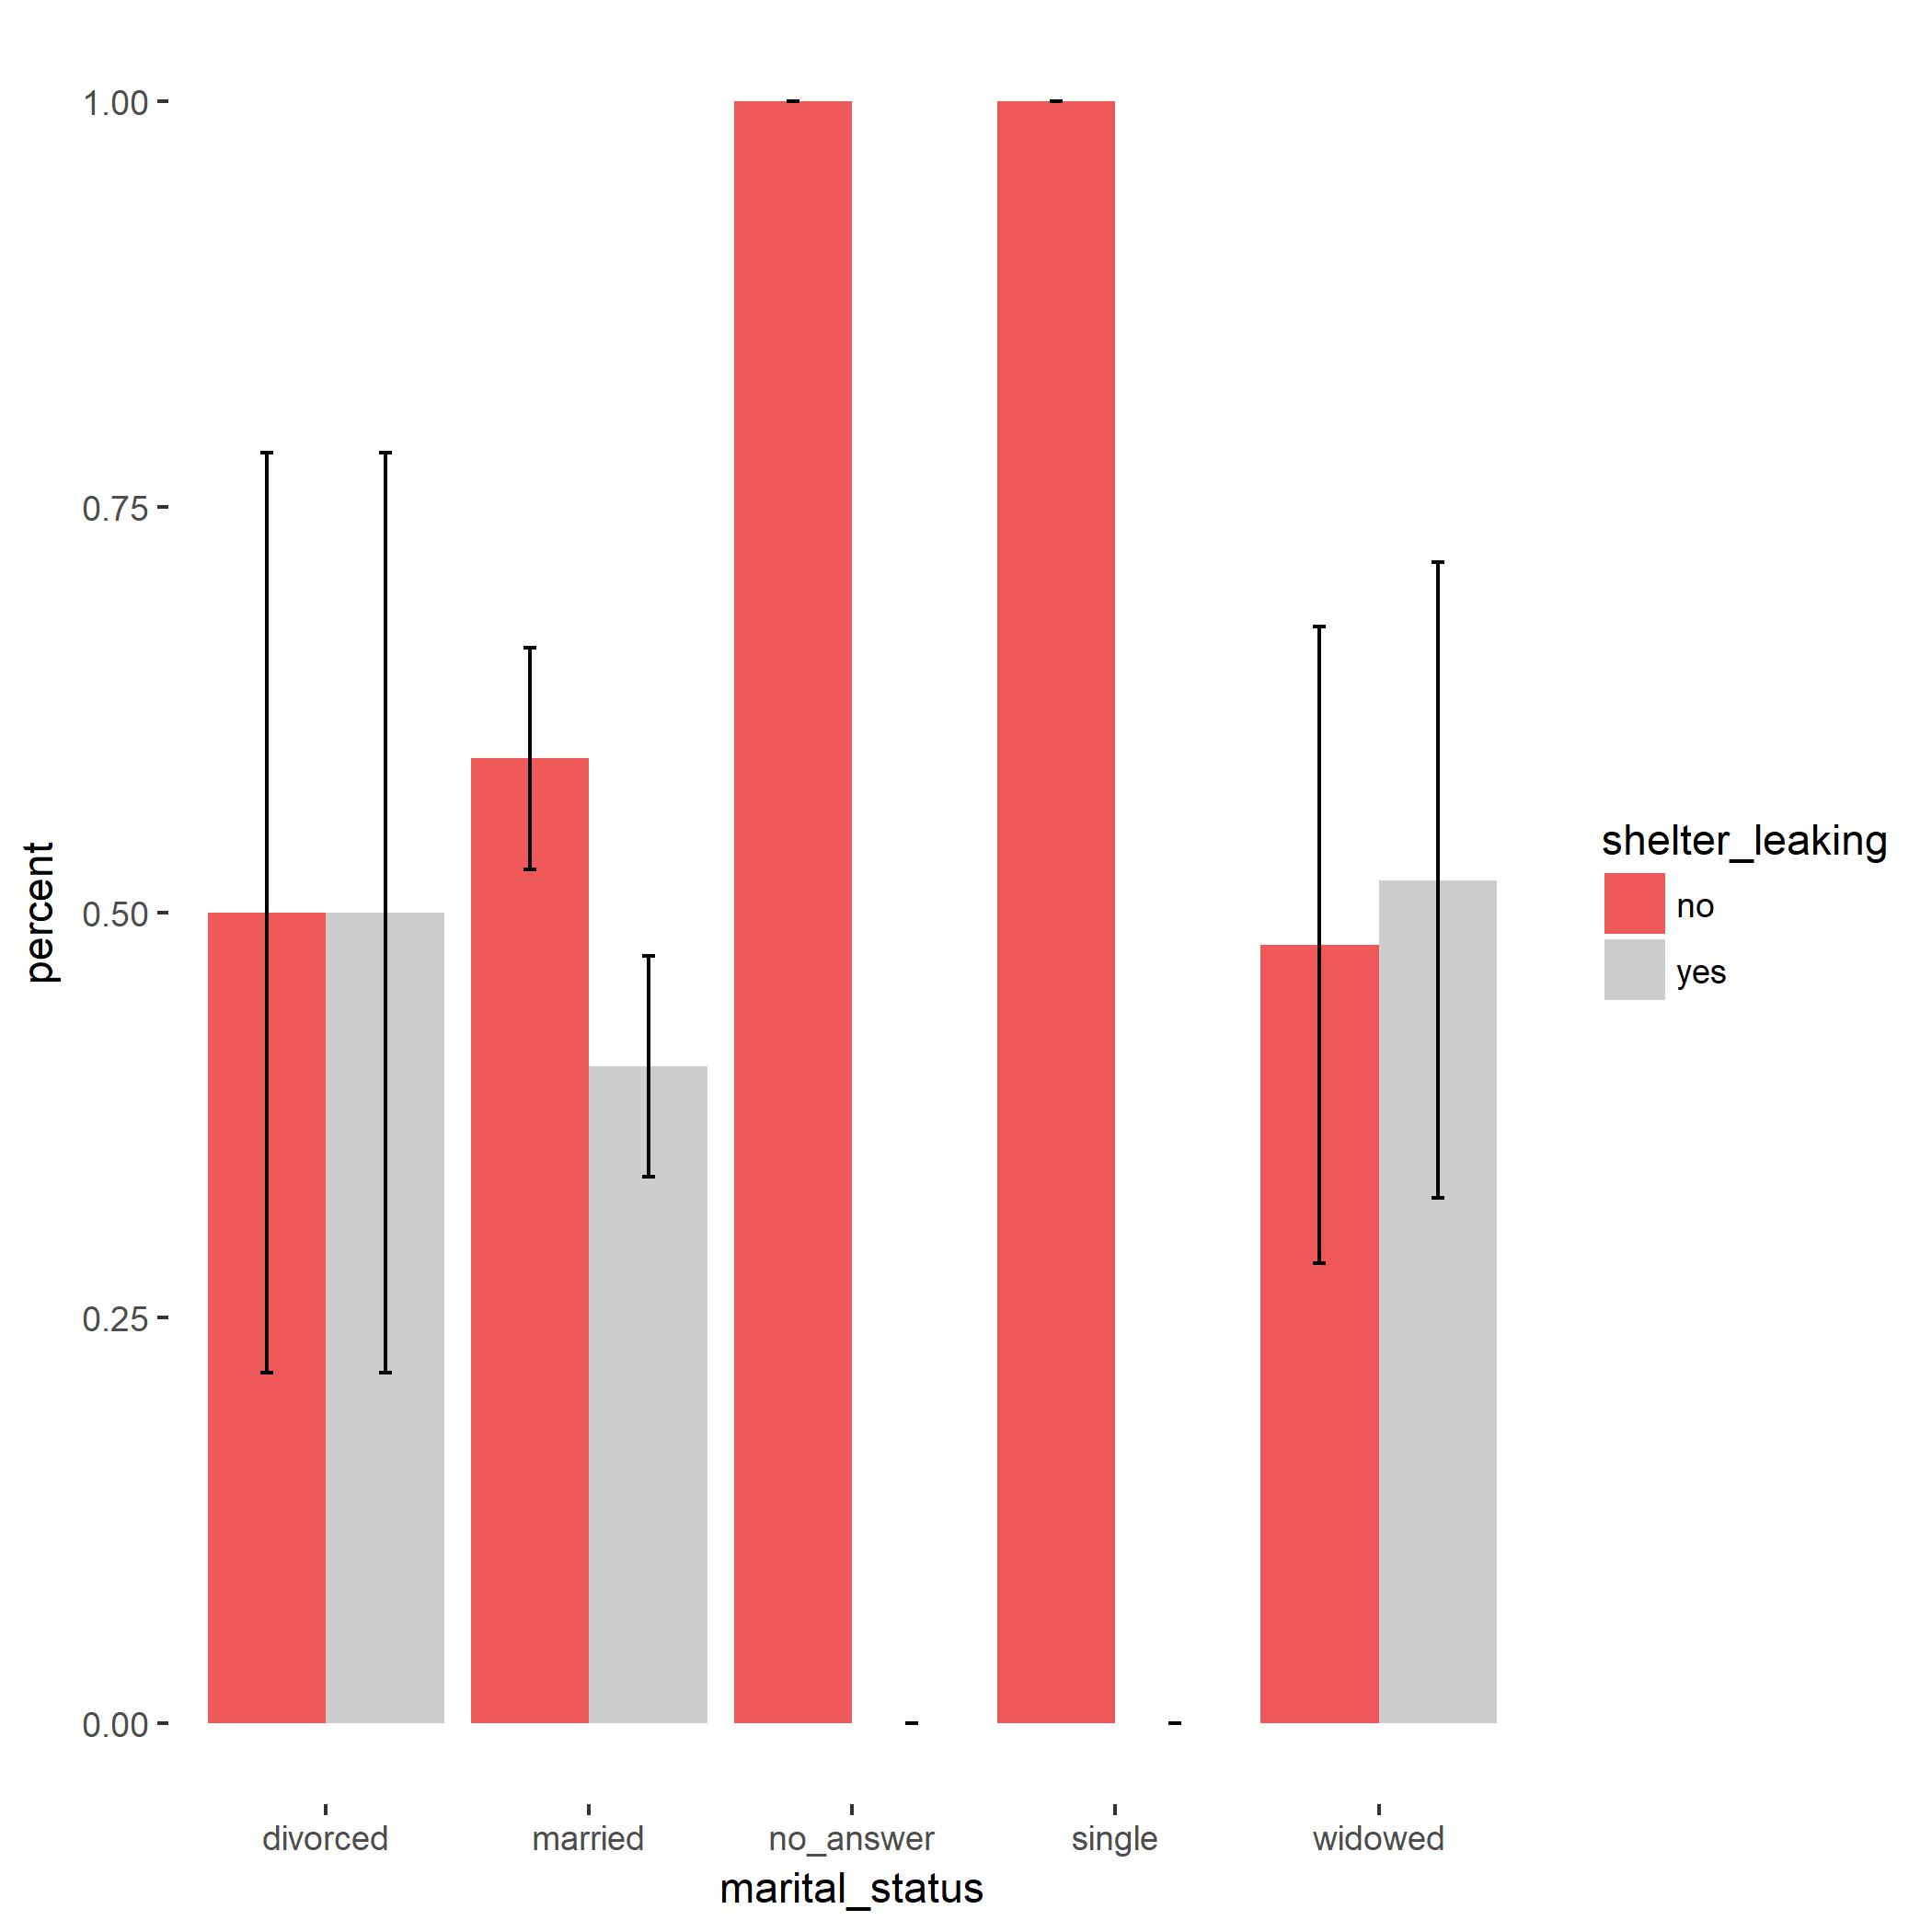 1.00
0.75
0.50
0.25
0.00
percent
divorced married no_answer single widowed
marital_status
shelter_leaking
no
yes